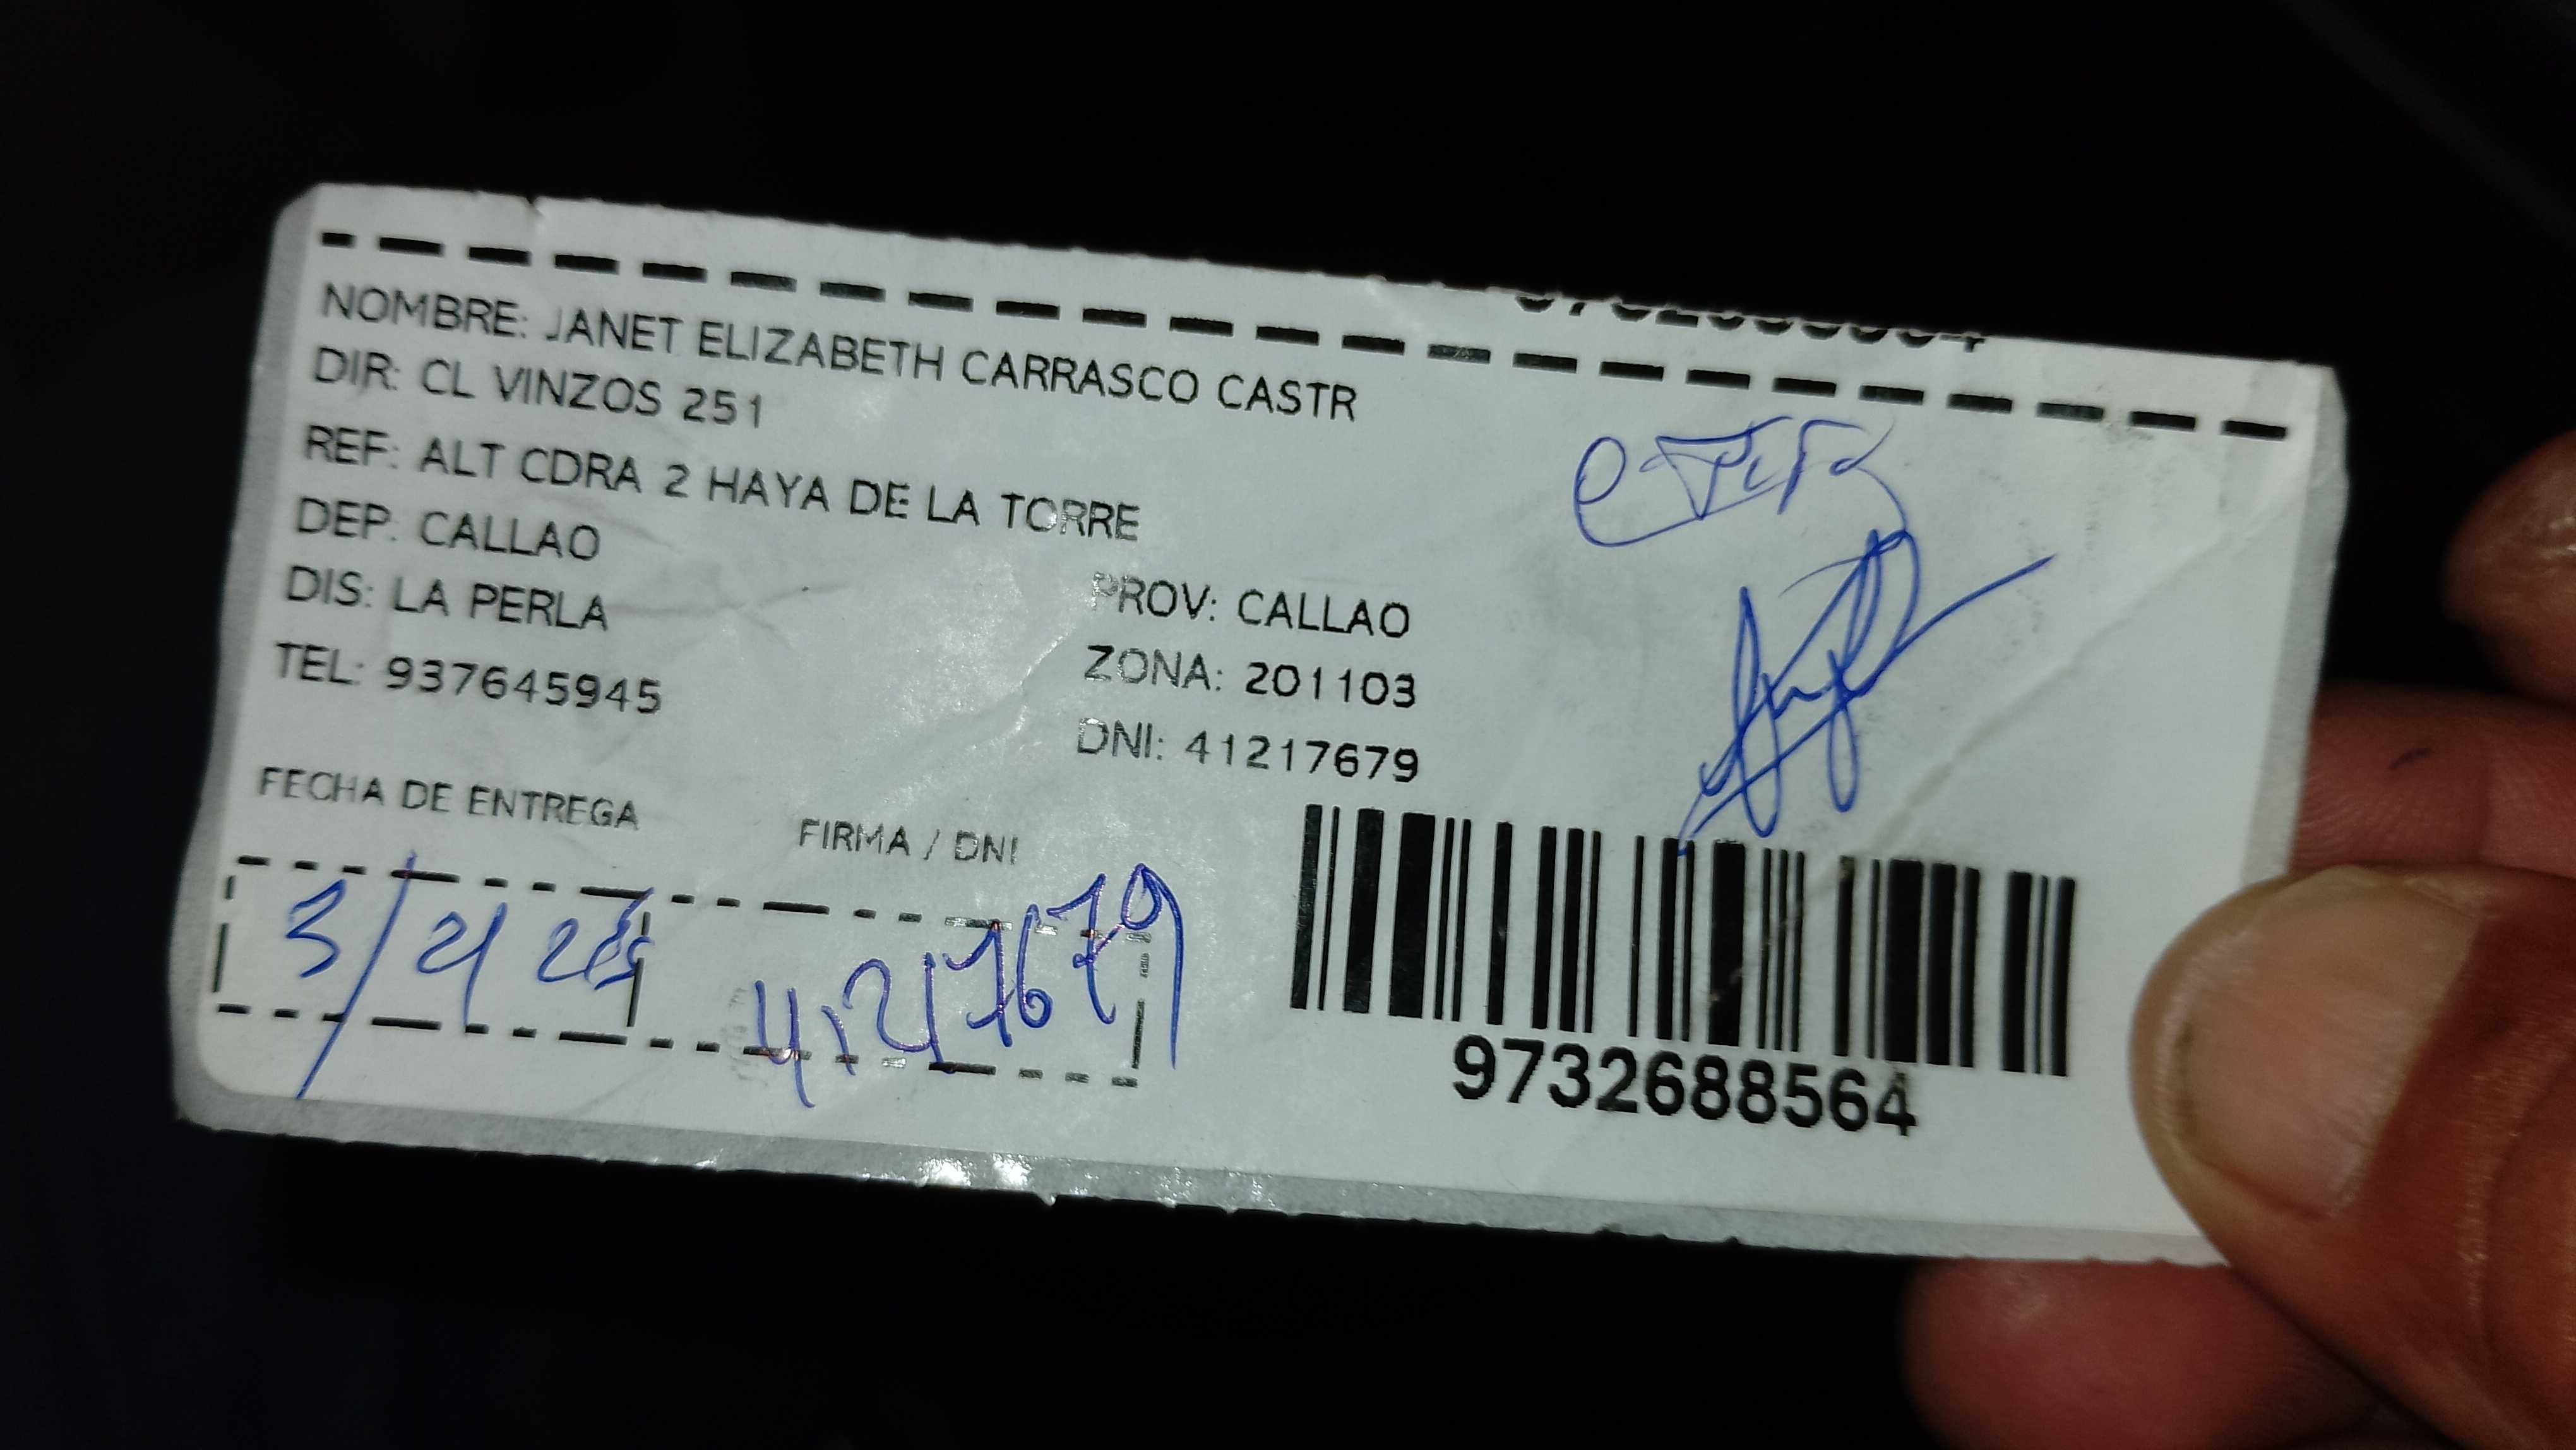 NOMBRE: JANET ELIZABETH CARRASCO CASTR
DIR: CL VINZOS 251
REF: ALT CDRA 2 HAYA DE LA TORRE
DEP: CALLAO
PROV: CALLAO
DIS: LA PERLA
ZONA: 201103
TEL: 937645945
DNI: 41217679
FECHA DE ENTREGA
FIRMA / DNI
41217679
9732688564